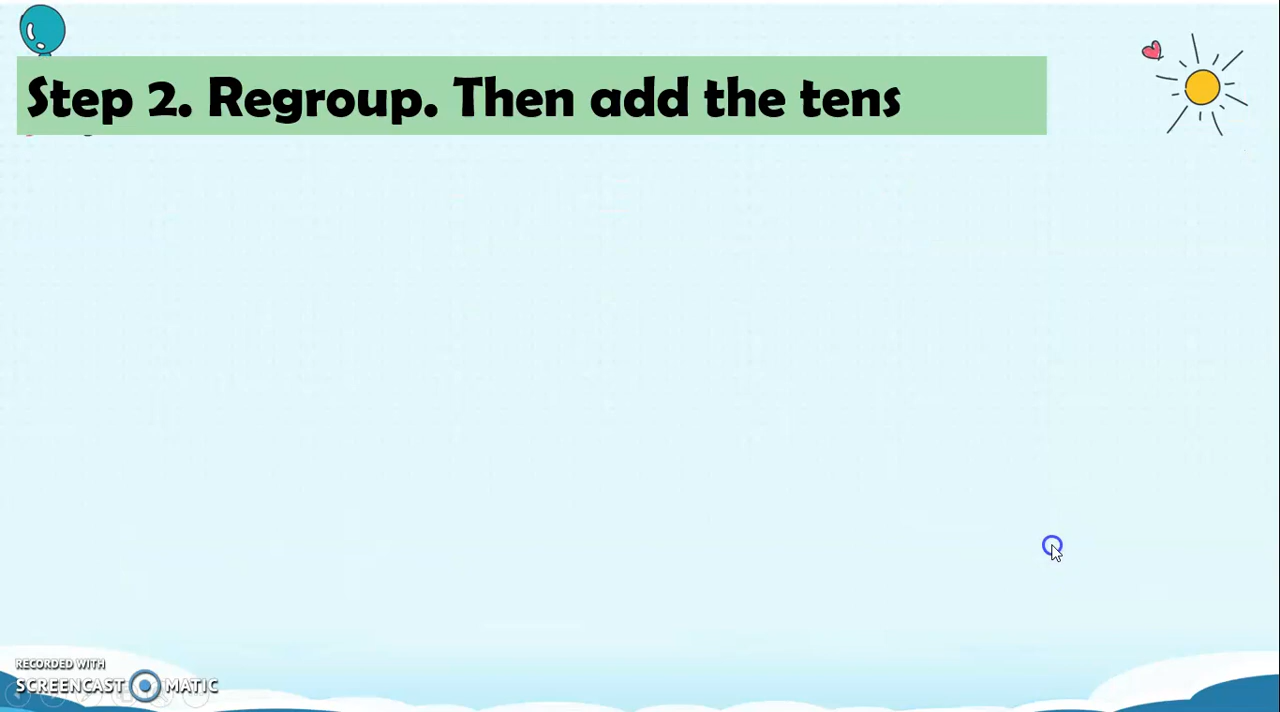 Step 2. Regroup. Then add the tens
RECORDED WITH
SCREENCAST MATIC